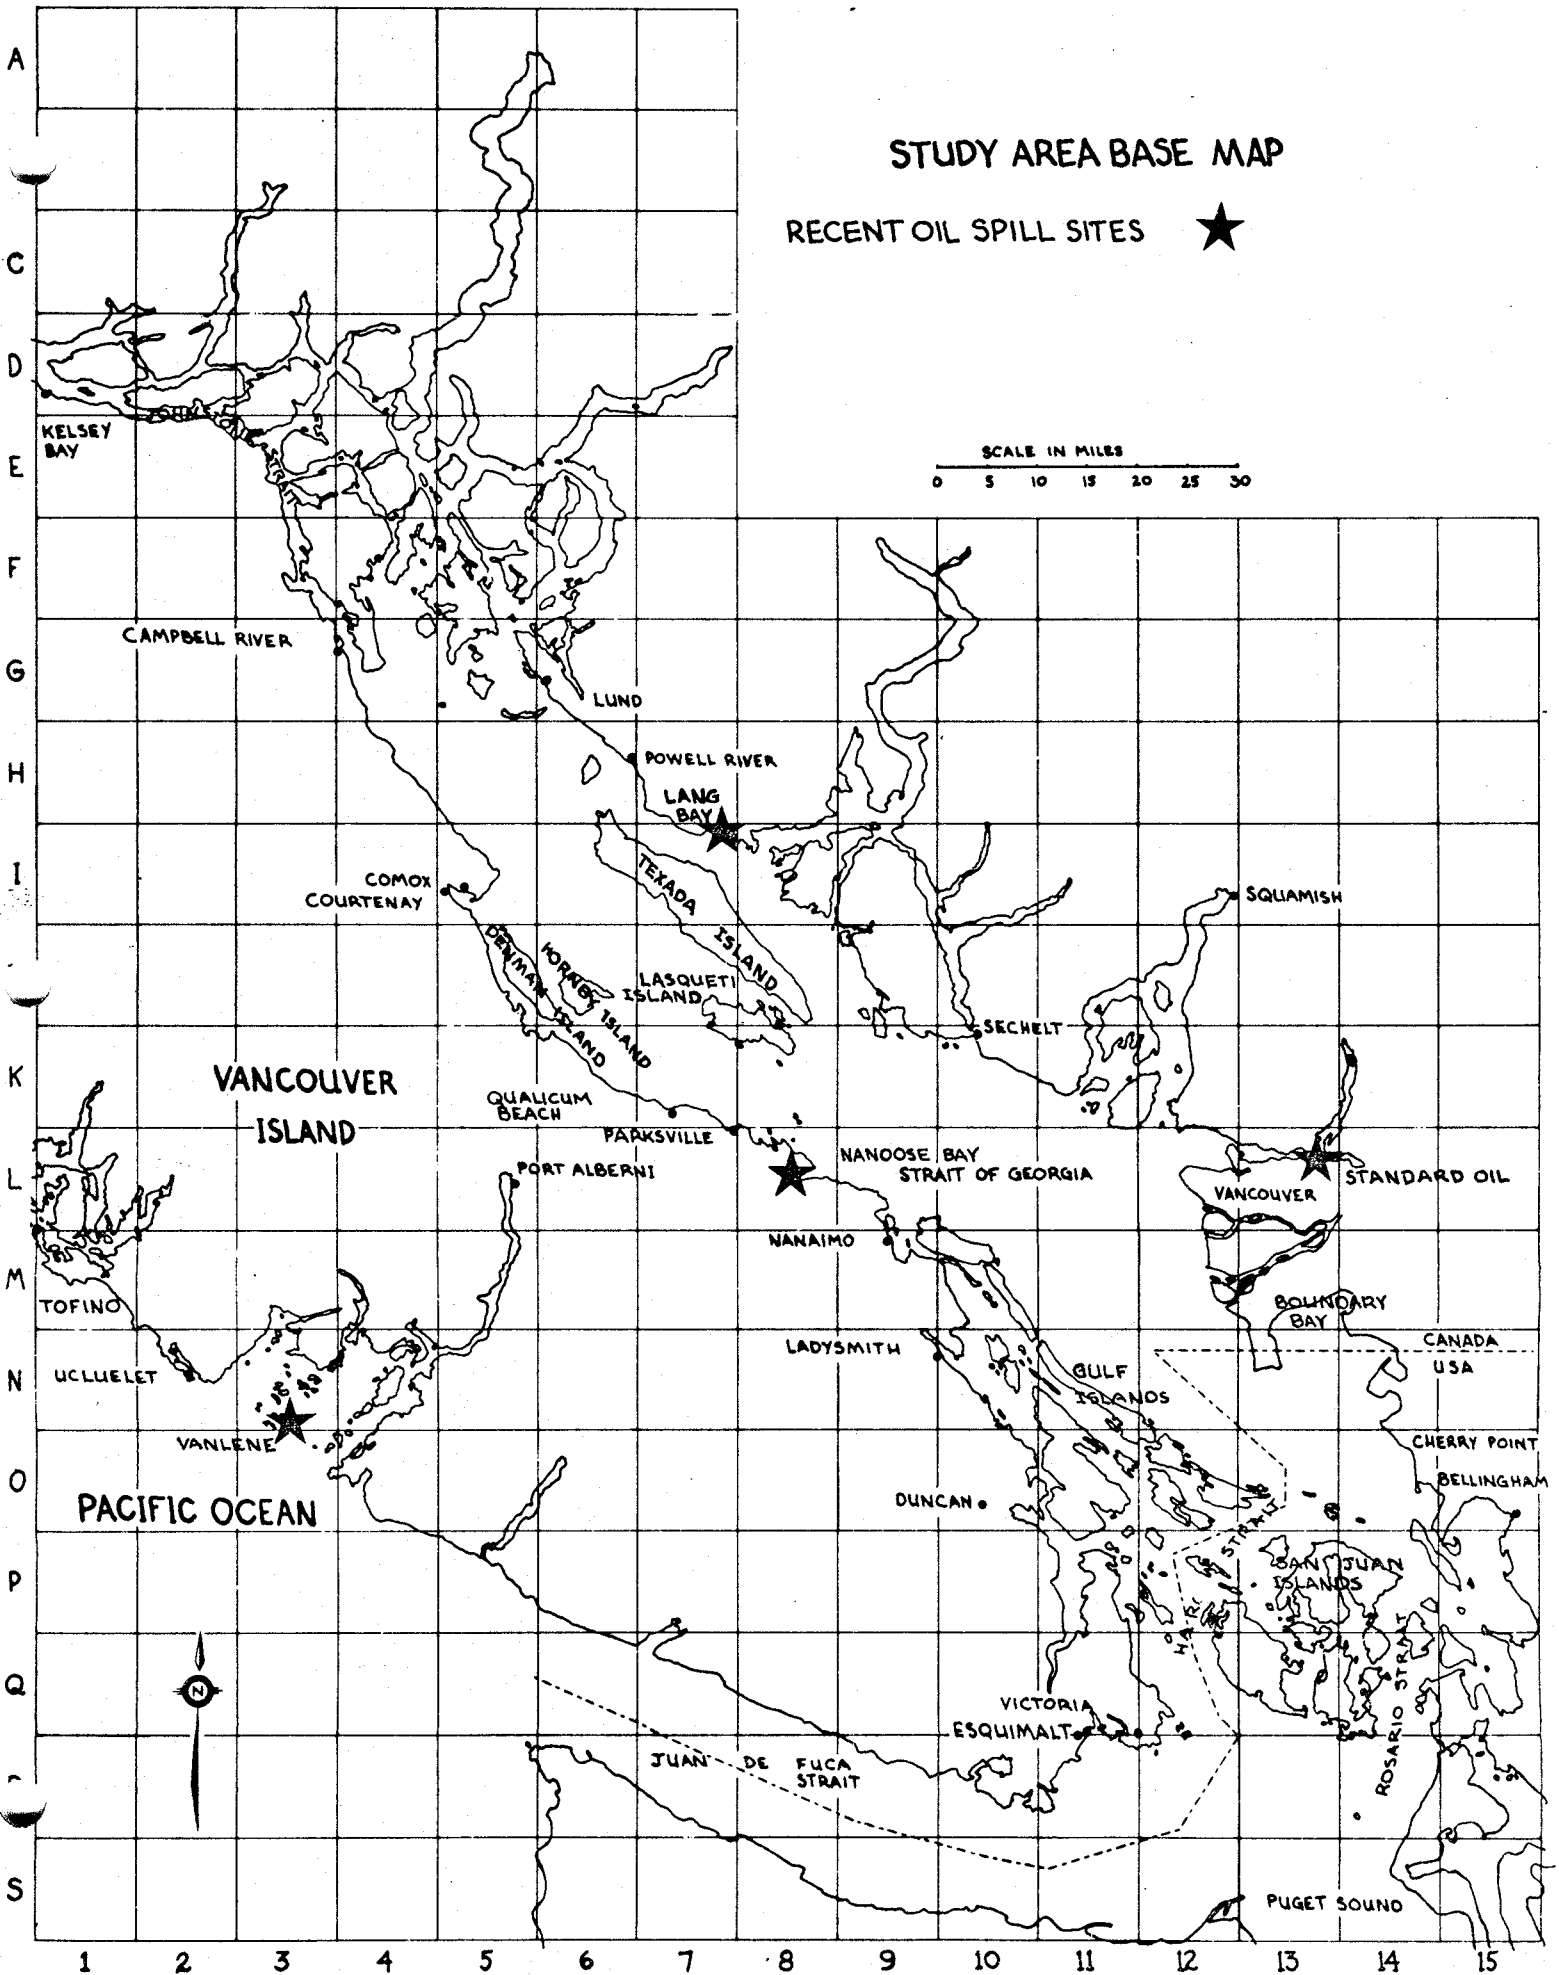 STUDY AREA BASE MAP
RECENT OIL SPILL SITES
A
C
D
E
F
G
H
I
K
L
M
N
O
P
Q
S
KELSEY
BAY
STRAIT
SCALE IN MILES
0 5 10 15 20 25 30
CAMPBELL RIVER
LUND
POWELL RIVER
LANG
BAY
TEXADA
ISLAND
COMOX
COURTENAY
SQUAMISH
DENMAN
ISLAND
HORNBY
ISLAND
LASQUETI
ISLAND
SECHELT
VANCOUVER
ISLAND
QUALICUM
BEACH
PARKSVILLE
NANOOSE BAY
STRAIT OF GEORGIA
PORT ALBERNI
STANDARD OIL
VANCOUVER
NANAIMO
TOFINO
BOUNDARY
BAY
LADYSMITH
CANADA
USA
UCLUELET
GULF
ISLANDS
VANLENE
CHERRY POINT
BELLINGHAM
PACIFIC OCEAN
DUNCAN
STRAIT
SAN JUAN
ISLANDS
N
VICTORIA
ESQUIMALT
ROSARIO STRAIT
JUAN DE FUCA
STRAIT
PUGET SOUND
1 2 3 4 5 6 7 8 9 10 11 12 13 14 15